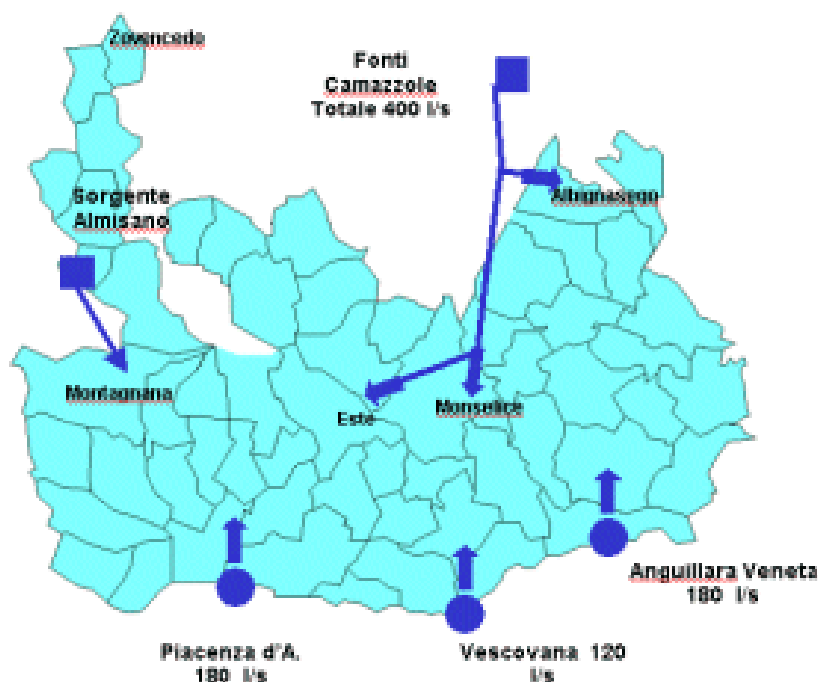 Zovencedo
Fonti
Camazzole
Totale 400 l/s
Sorgente
Almisano
Albignasego
Montagnana
Este
Monselice
Anguillara Veneta
180 l/s
Piacenza d'A.
180 l/s
Vescovana 120
l/s